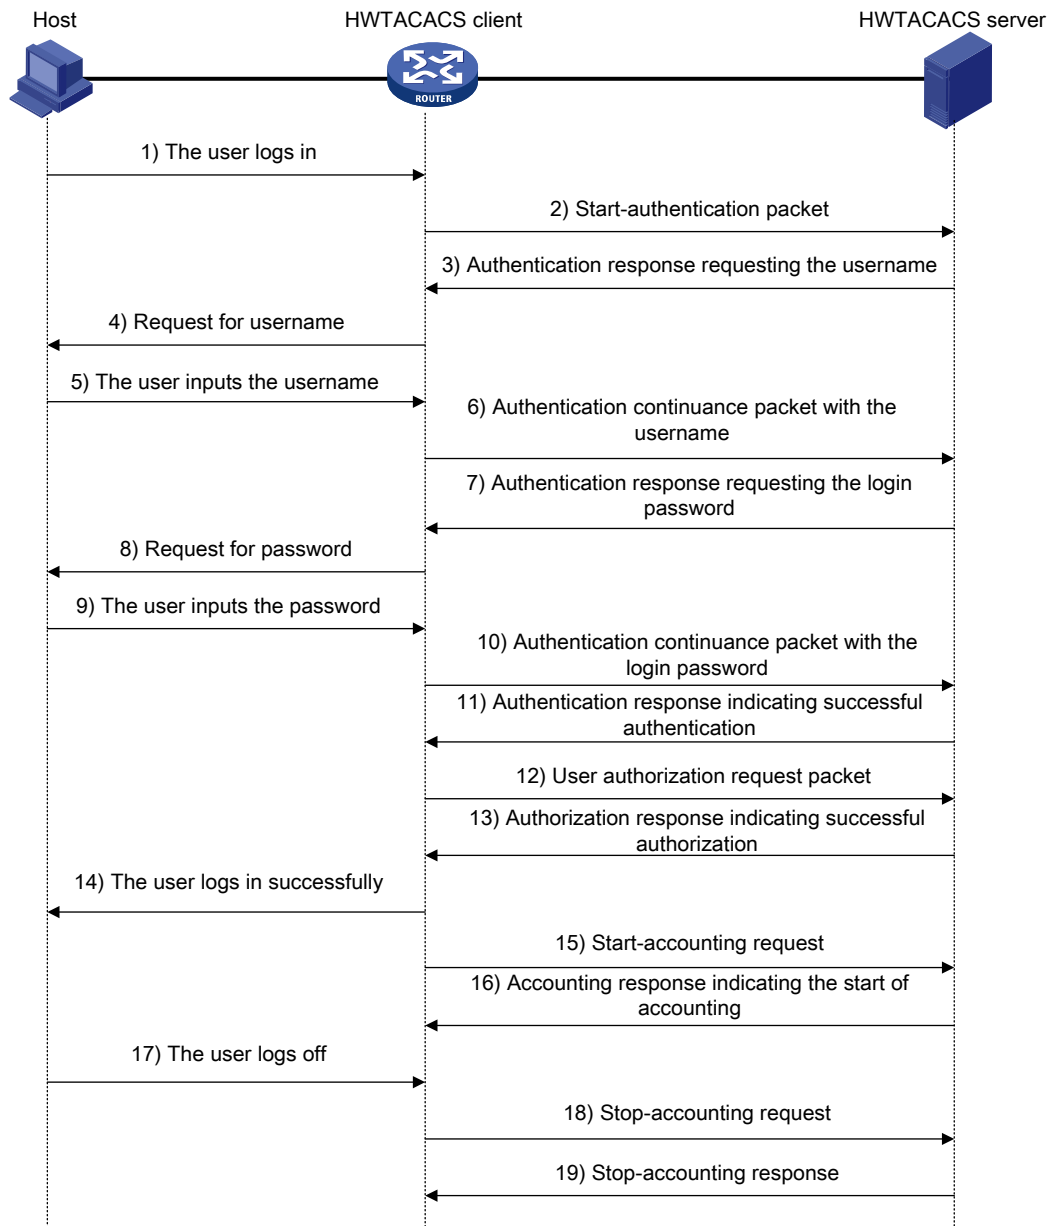 Host
HWTACACS client
HWTACACS server
ROUTER
1) The user logs in
2) Start-authentication packet
3) Authentication response requesting the username
4) Request for username
5) The user inputs the username
6) Authentication continuance packet with the
username
7) Authentication response requesting the login
password
8) Request for password
9) The user inputs the password
10) Authentication continuance packet with the
login password
11) Authentication response indicating successful
authentication
12) User authorization request packet
13) Authorization response indicating successful
authorization
14) The user logs in successfully
15) Start-accounting request
16) Accounting response indicating the start of
accounting
17) The user logs off
18) Stop-accounting request
19) Stop-accounting response